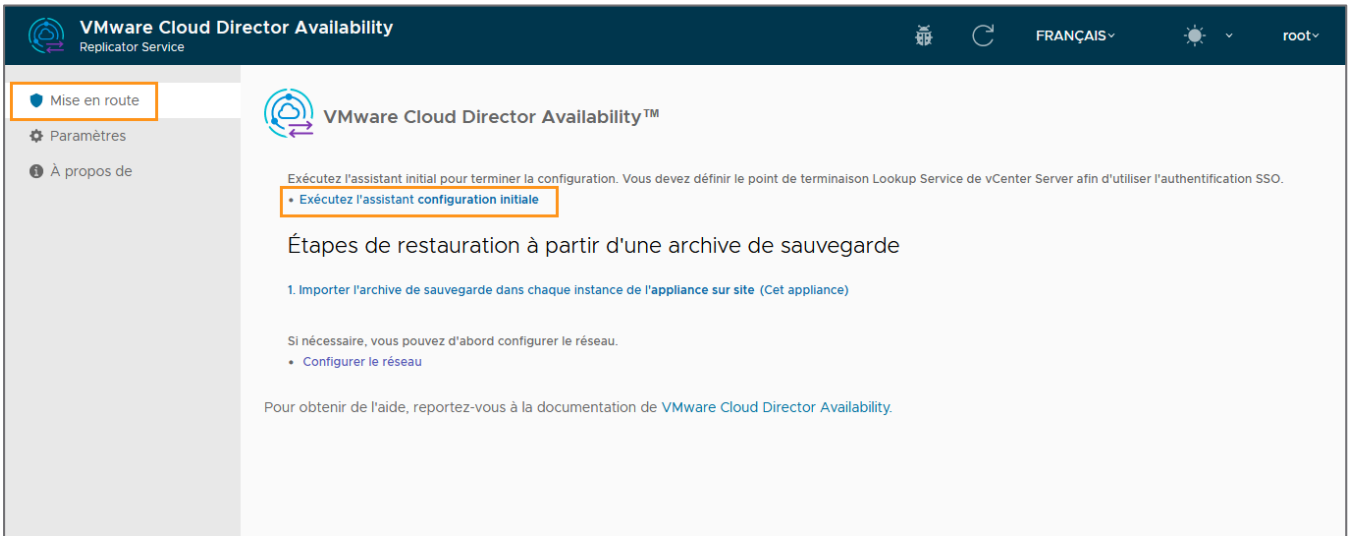 VMware Cloud Director Availability
Replicator Service
FRANÇAIS
root
Mise en route
Paramètres
À propos de
VMware Cloud Director Availability™
Exécutez l'assistant initial pour terminer la configuration. Vous devez définir le point de terminaison Lookup Service de vCenter Server afin d'utiliser l'authentification SSO.
• Exécutez l'assistant configuration initiale
Étapes de restauration à partir d'une archive de sauvegarde
1. Importer l'archive de sauvegarde dans chaque instance de l'appliance sur site (Cet appliance)
Si nécessaire, vous pouvez d'abord configurer le réseau.
• Configurer le réseau
Pour obtenir de l'aide, reportez-vous à la documentation de VMware Cloud Director Availability.